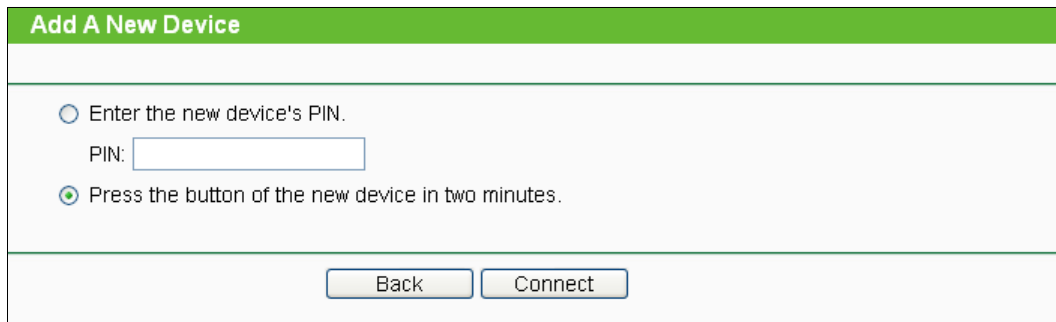 Add A New Device
Enter the new device's PIN.
PIN:
Press the button of the new device in two minutes.
Back Connect